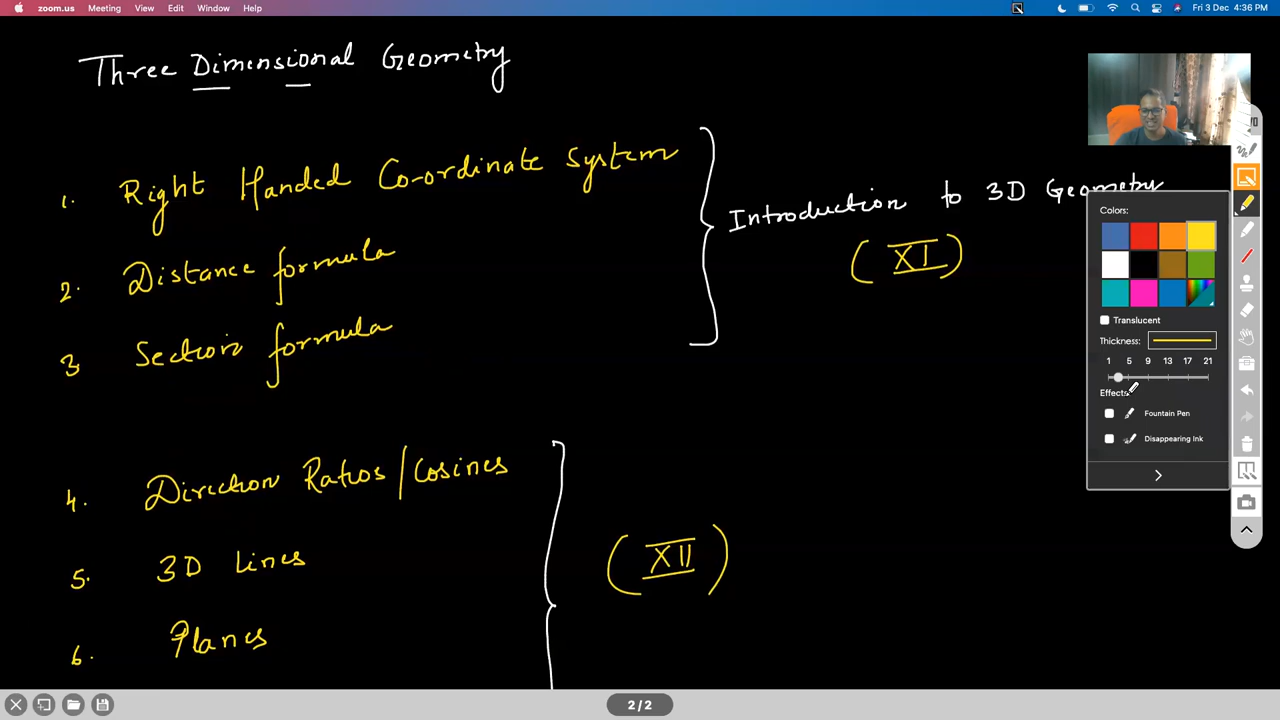 zoom.us Meeting View Edit Window Help Fri 3 Dec 4:36 PM
Three Dimensional Geometry
1. Right Handed Co-ordinate System
2. Distance formula
3. Section formula
Introduction to 3D Geometry
(XI)
4. Direction Ratios/Cosines
5. 3D Lines
6. Planes
(XII)
Colors:
Translucent
Thickness:
1 5 9 13 17 21
Effects
Fountain Pen
Disappearing Ink
2/2